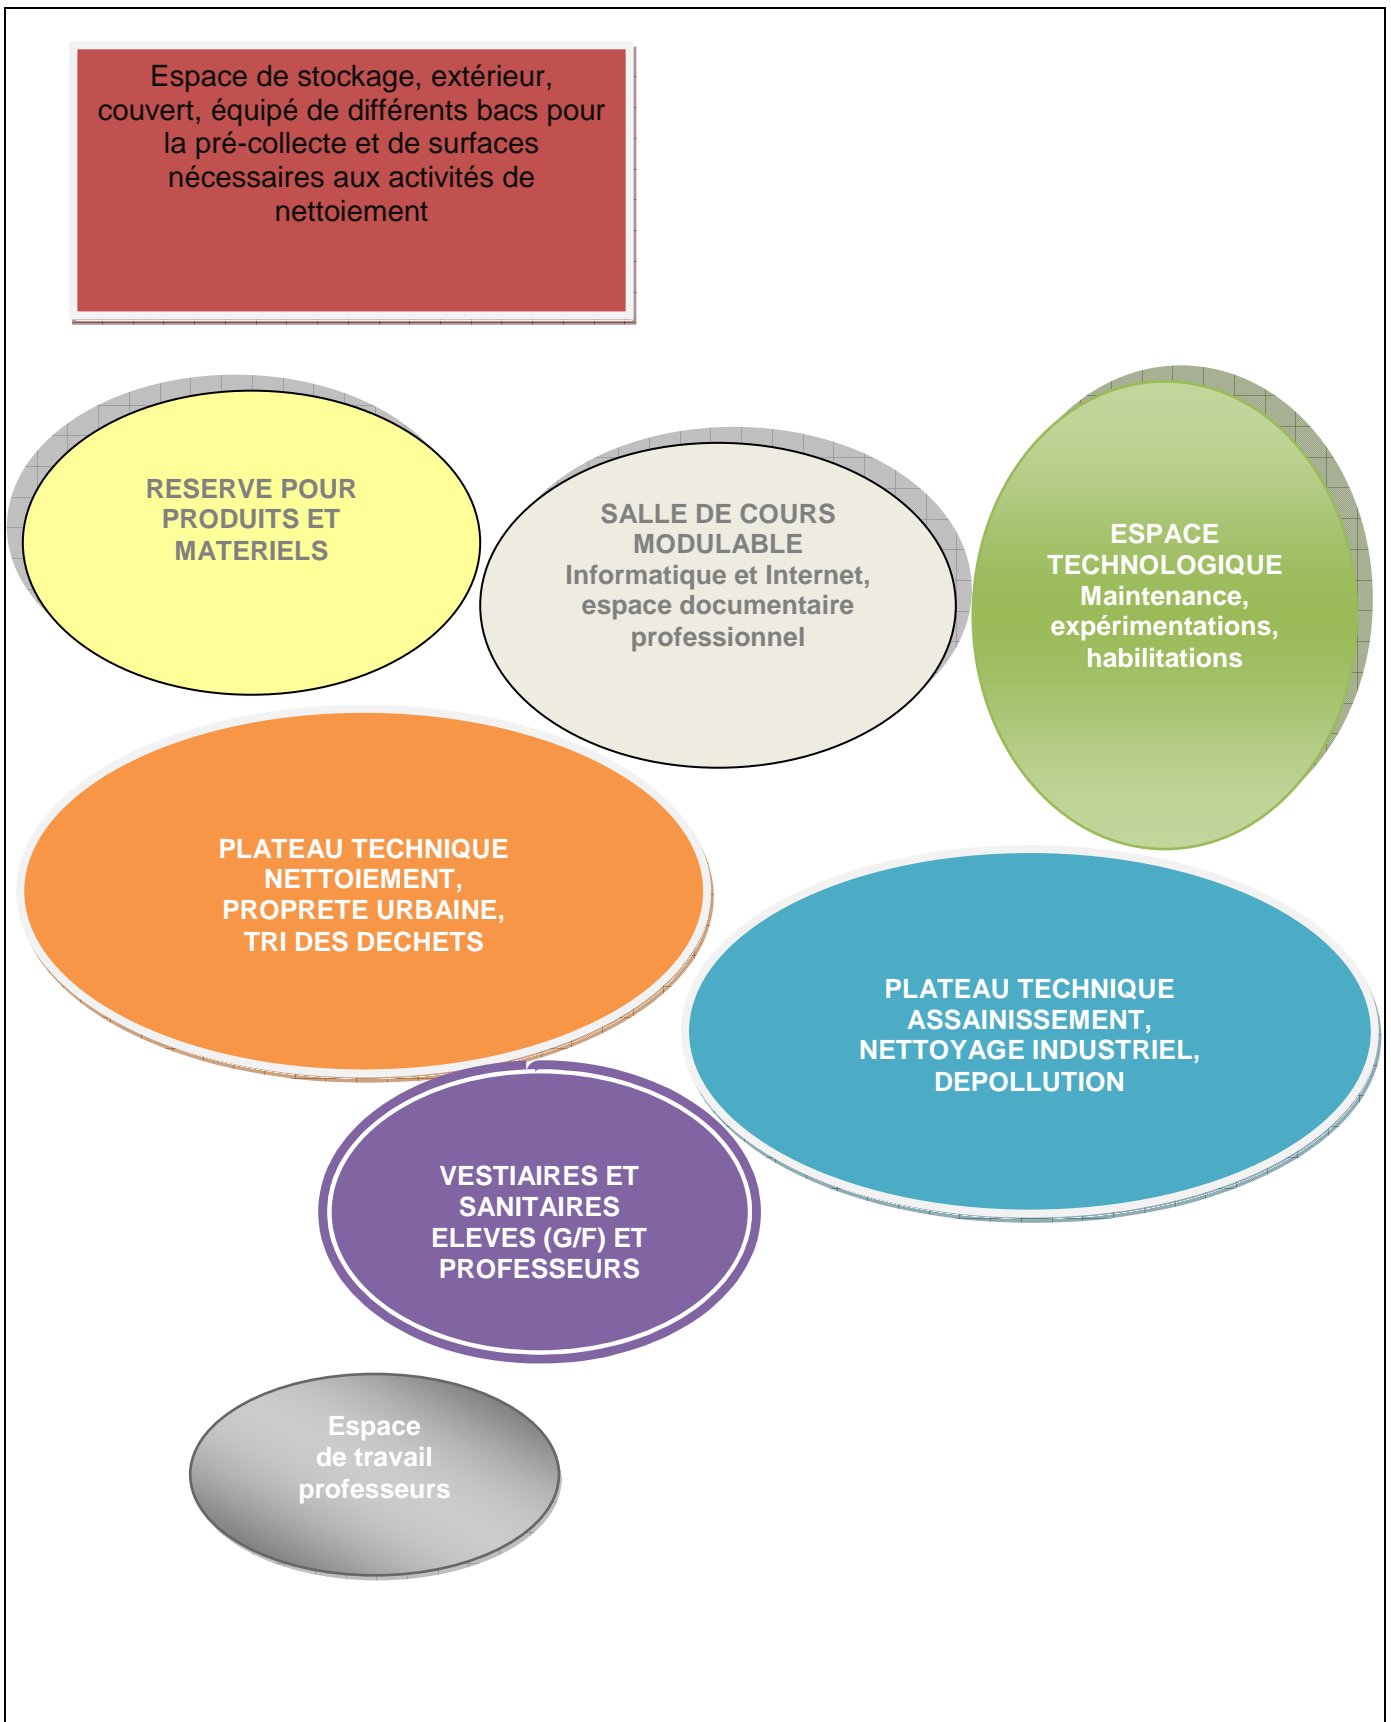 Espace de stockage, extérieur,
couvert, équipé de différents bacs pour
la pré-collecte et de surfaces
nécessaires aux activités de
nettoiement
RESERVE POUR
PRODUITS ET
MATERIELS
SALLE DE COURS
MODULABLE
Informatique et Internet,
espace documentaire
professionnel
ESPACE
TECHNOLOGIQUE
Maintenance,
expérimentations,
habilitations
PLATEAU TECHNIQUE
NETTOIEMENT,
PROPRETE URBAINE,
TRI DES DECHETS
PLATEAU TECHNIQUE
ASSAINISSEMENT,
NETTOYAGE INDUSTRIEL,
DEPOLLUTION
VESTIAIRES ET
SANITAIRES
ELEVES (G/F) ET
PROFESSEURS
Espace
de travail
professeurs